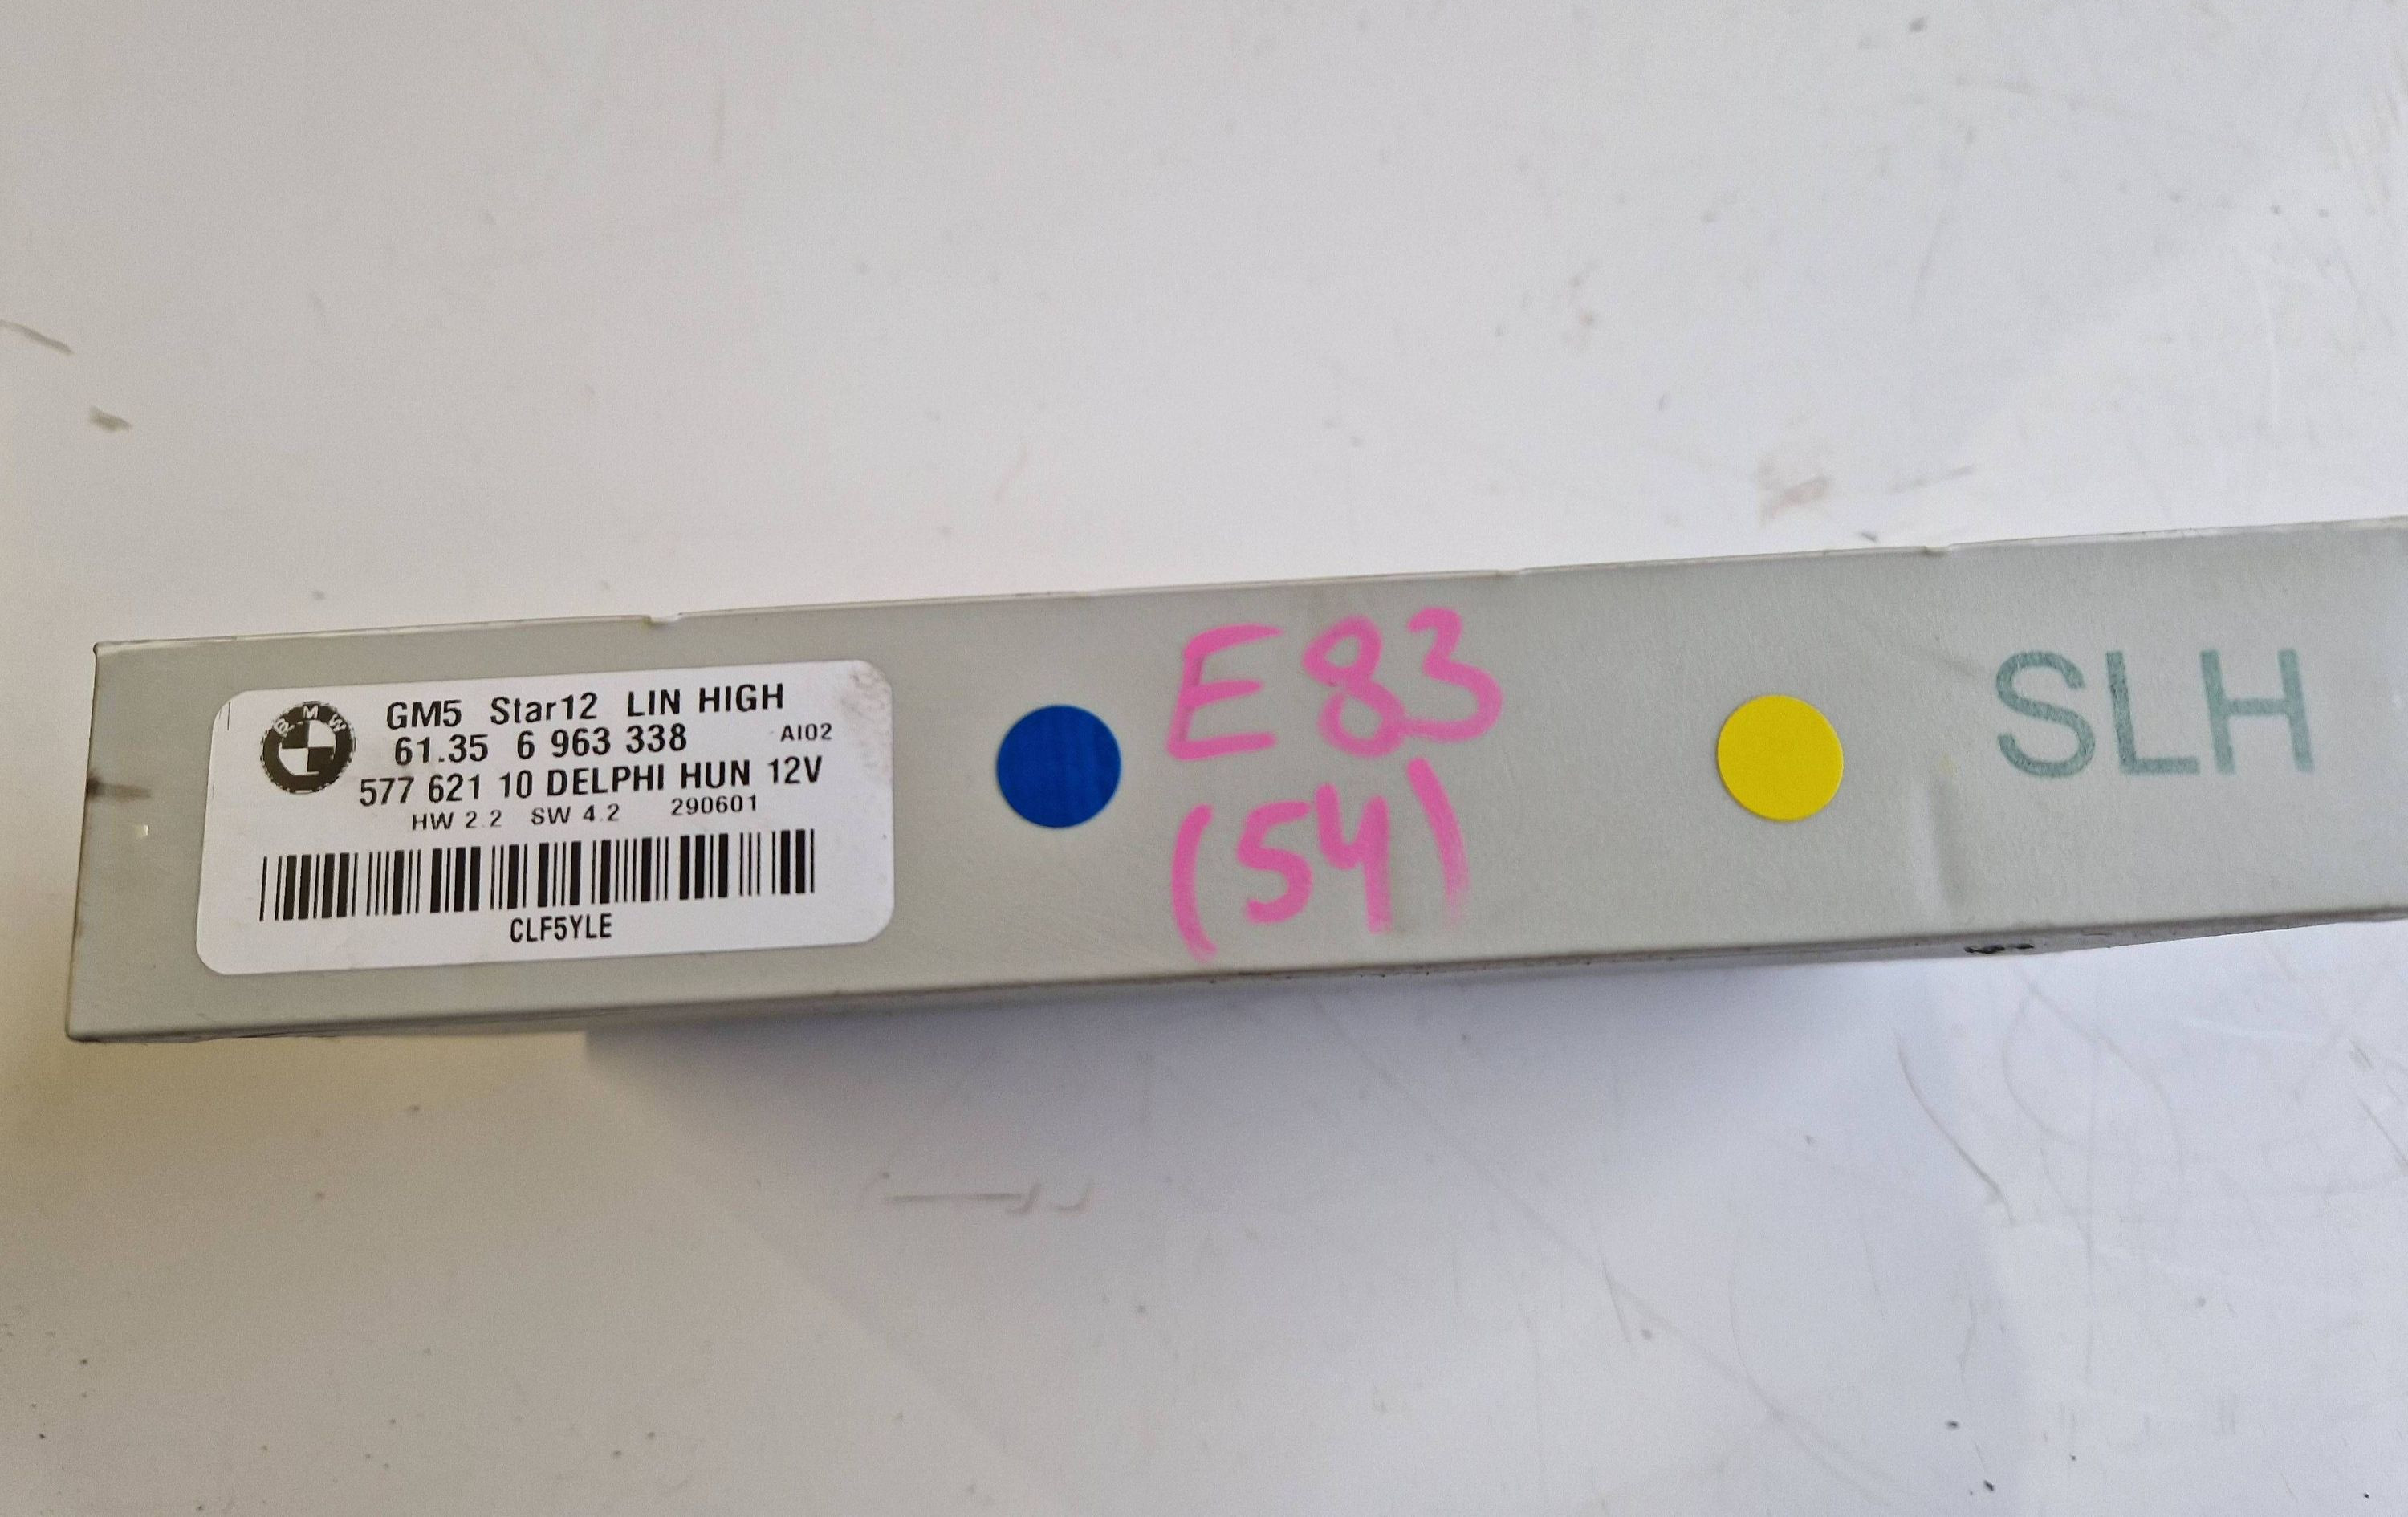 BMW
GM5 Star12 LIN HIGH
61.35 6 963 338 AI02
577 621 10 DELPHI HUN 12V
HW 2.2 SW 4.2 290601
CLF5YLE
E83
(54)
SLH